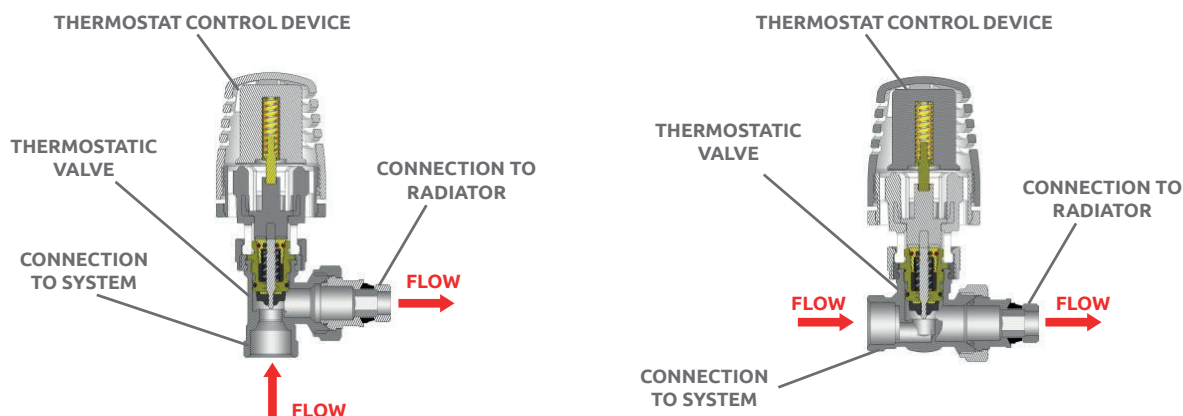 THERMOSTAT CONTROL DEVICE
THERMOSTATIC
VALVE
CONNECTION TO
RADIATOR
CONNECTION
TO SYSTEM
FLOW
FLOW
THERMOSTAT CONTROL DEVICE
THERMOSTATIC
VALVE
CONNECTION TO
RADIATOR
FLOW
FLOW
CONNECTION
TO SYSTEM